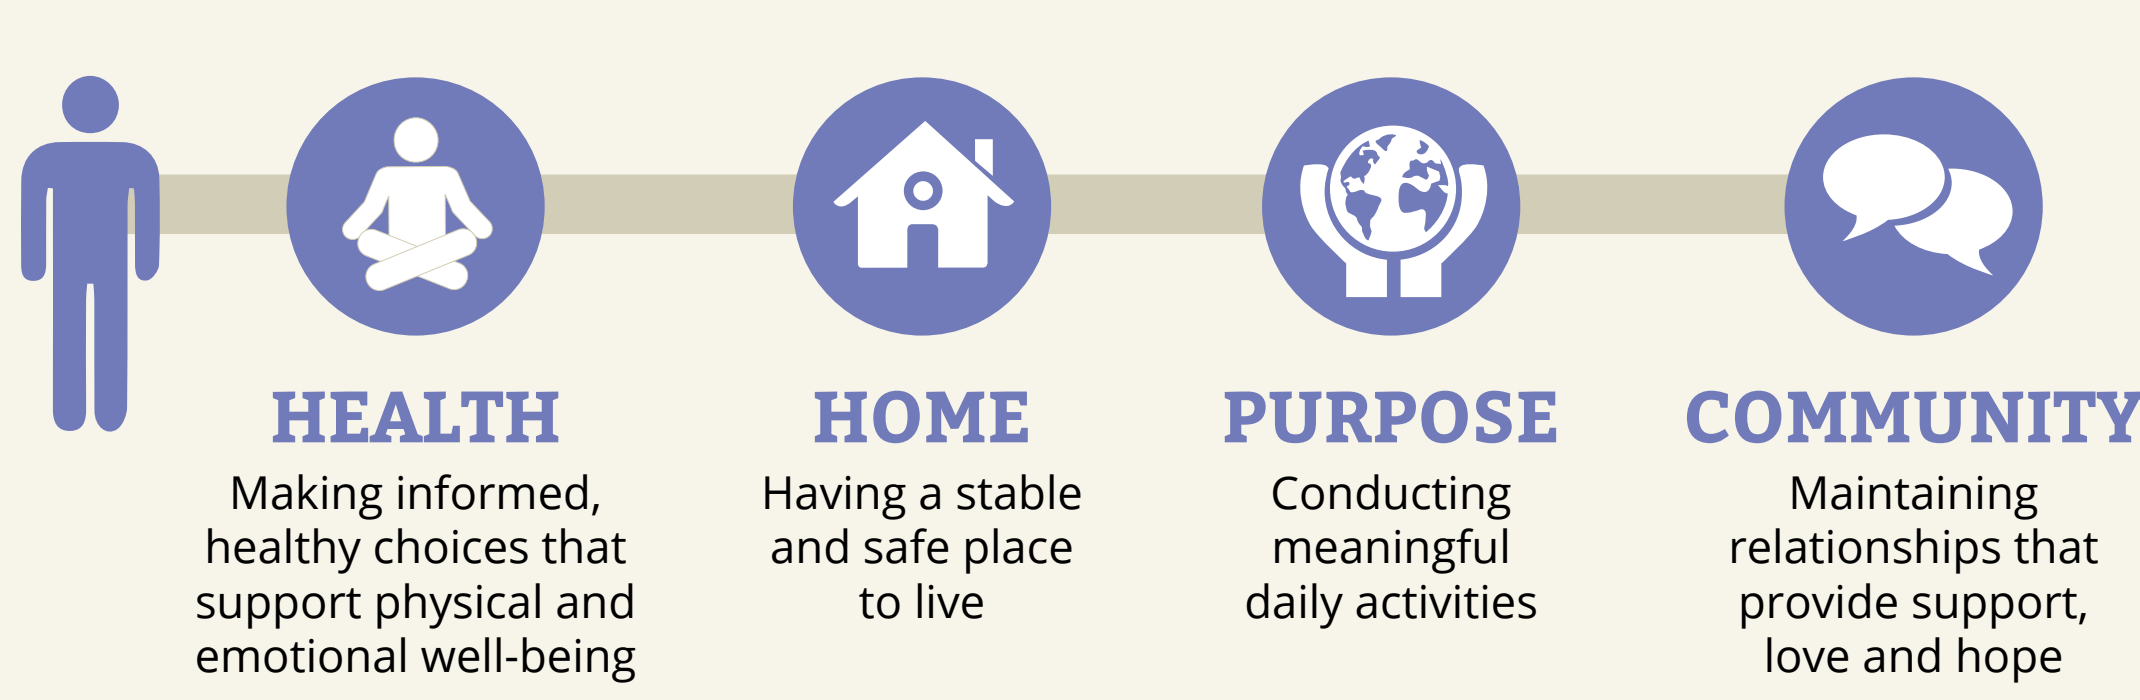 HEALTH
Making informed,
healthy choices that
support physical and
emotional well-being
HOME
Having a stable
and safe place
to live
PURPOSE
Conducting
meaningful
daily activities
COMMUNITY
Maintaining
relationships that
provide support,
love and hope